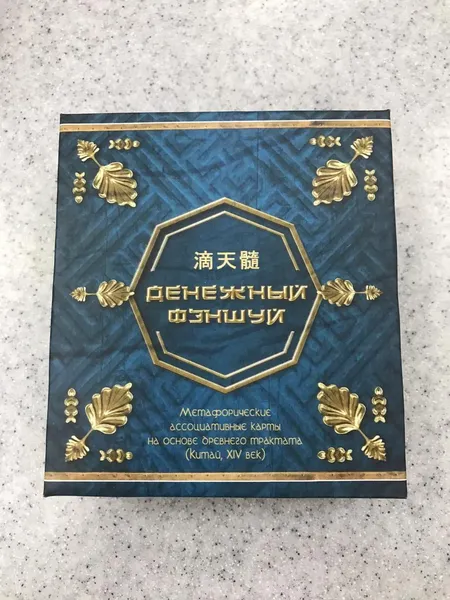 滴天髓
ДЕНЕЖНЫЙ
ФЭНШУЙ
Метафорические
ассоциативные карты
на основе древнего трактата
(Китай, XIV век)